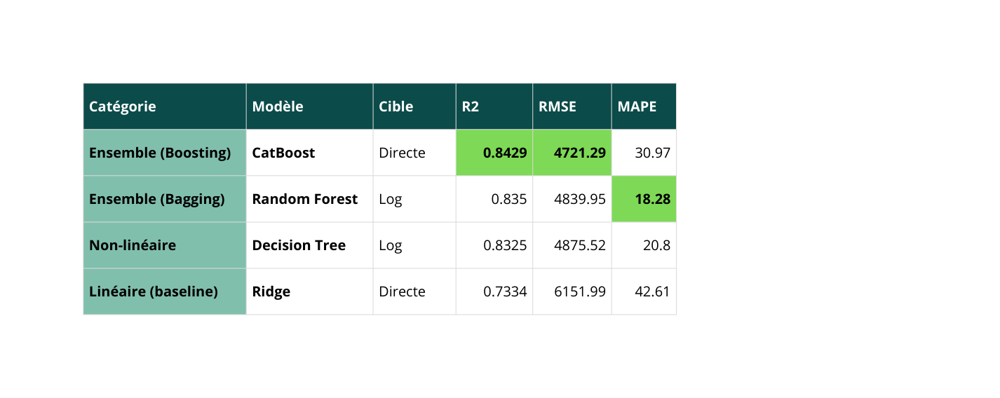 Catégorie Modèle Cible R2 RMSE MAPE
Ensemble (Boosting) CatBoost Directe 0.8429 4721.29 30.97
Ensemble (Bagging) Random Forest Log 0.835 4839.95 18.28
Non-linéaire Decision Tree Log 0.8325 4875.52 20.8
Linéaire (baseline) Ridge Directe 0.7334 6151.99 42.61